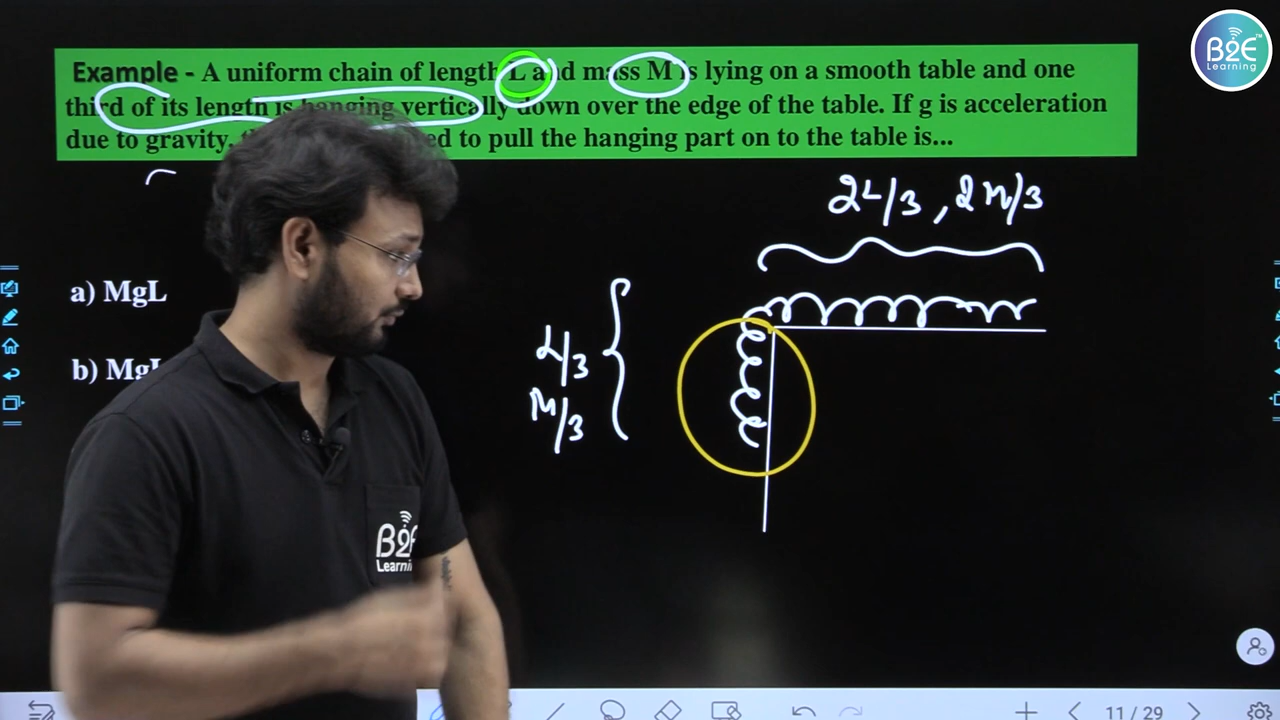 B2E
Learning
Example - A uniform chain of length L and mass M is lying on a smooth table and one
third of its length is hanging vertically down over the edge of the table. If g is acceleration
due to gravity, to pull the hanging part on to the table is...
2L/3, 2M/3
a) MgL
L/3
b)
M/3
B2E
Learnin
11 / 29